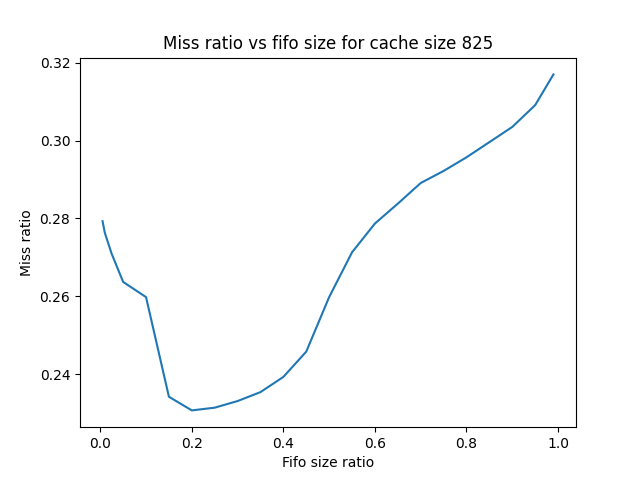 Miss ratio vs fifo size for cache size 825
Miss ratio
0.32
0.30
0.28
0.26
0.24
0.0 0.2 0.4 0.6 0.8 1.0
Fifo size ratio